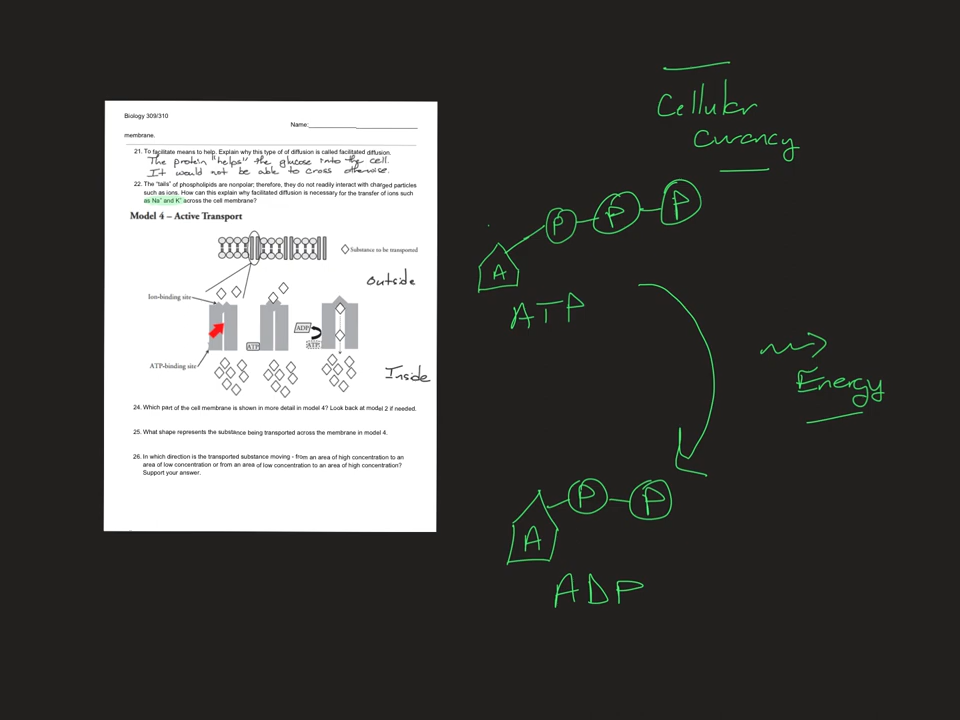 Biology 309/310
Name:
membrane.
21. To facilitate means to help. Explain why this type of of diffusion is called facilitated diffusion.
The protein "helps" the glucose into the cell.
It would not be able to cross otherwise.
22. The "tails" of phospholipids are nonpolar; therefore, they do not readily interact with charged particles
such as ions. How can this explain why facilitated diffusion is necessary for the transfer of ions such
as Na⁺ and K⁺ across the cell membrane?
Model 4 – Active Transport
Substance to be transported
Outside
Ion-binding site
ADP
ATP
ATP
ATP-binding site
Inside
24. Which part of the cell membrane is shown in more detail in model 4? Look back at model 2 if needed.
25. What shape represents the substance being transported across the membrane in model 4.
26. In which direction is the transported substance moving - from an area of high concentration to an
area of low concentration or from an area of low concentration to an area of high concentration?
Support your answer.
Cellular
Curancy
A P P P
ATP
Energy
A P P
ADP